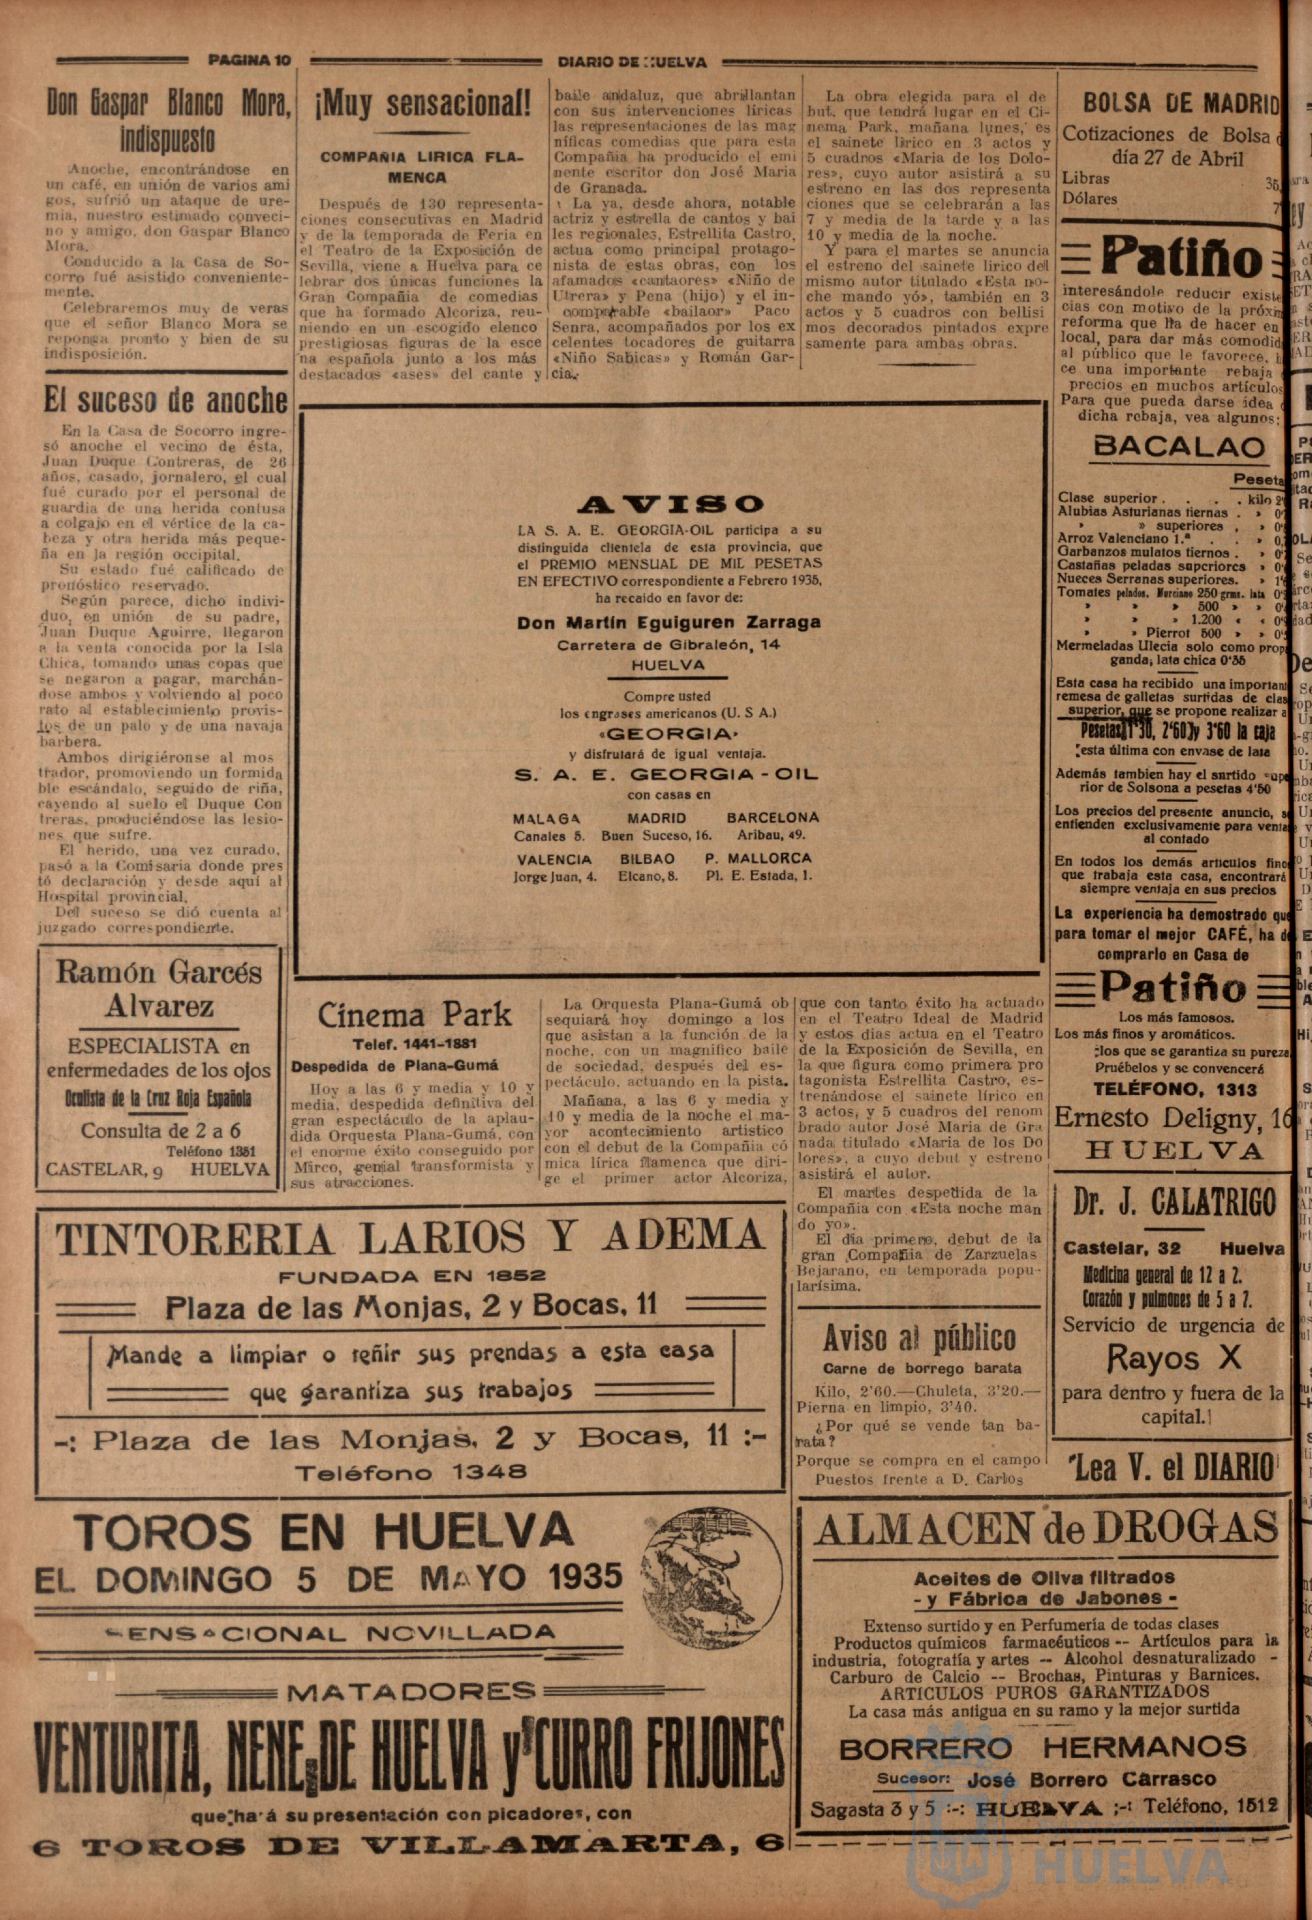 PAGINA 10
DIARIO DE HUELVA
Don Gaspar Blanco Mora,
indispuesto
Anoche, encontrándose en
un café, en unión de varios ami
gos, sufrió un ataque de ure-
mia, nuestro estimado conveci-
no y amigo, don Gaspar Blanco
Mora.
Conducido a la Casa de So-
corro fué asistido conveniente-
mente.
Celebraremos muy de veras
que el señor Blanco Mora se
reponga pronto y bien de su
indisposición.
El suceso de anoche
En la Casa de Socorro ingre-
só anoche el vecino de ésta,
Juan Duque Contreras, de 26
años, casado, jornalero, el cual
fué curado por el personal de
guardia de una herida contusa
a colgajo en el vértice de la ca-
beza y otra herida más peque-
ña en la región occipital.
Su estado fué calificado de
pronóstico reservado.
Según parece, dicho indivi-
duo, en unión de su padre,
Juan Duque Aguirre, llegaron
a la venta conocida por la Isla
Chica, tomando unas copas que
se negaron a pagar, marchán-
dose ambos y volviendo al poco
rato al establecimiento provis-
tos de un palo y de una navaja
barbera.
Ambos dirigiéronse al mos
trador, promoviendo un formida
ble escándalo, seguido de riña,
cayendo al suelo el Duque Con
treras, produciéndose las lesio-
nes que sufre.
El herido, una vez curado,
pasó a la Comisaria donde pres
tó declaración y desde aquí al
Hospital provincial.
Del suceso se dió cuenta al
juzgado correspondiente.
Ramón Garcés
Alvarez
ESPECIALISTA en
enfermedades de los ojos
Oculista de la Cruz Roja Española
Consulta de 2 a 6
Teléfono 1381
CASTELAR, 9 HUELVA
¡Muy sensacional!
COMPAÑIA LIRICA FLA-
MENCA
Después de 130 representa-
ciones consecutivas en Madrid
y de la temporada de Feria en
el Teatro de la Exposición de
Sevilla, viene a Huelva para ce
lebrar dos únicas funciones la
Gran Compañia de comedias
que ha formado Alcoriza, reu-
niendo en un escogido elenco
prestigiosas figuras de la esce
na española junto a los más
destacados «ases» del cante y
baile andaluz, que abrillantan
con sus intervenciones liricas
las representaciones de las mag
níficas comedias que para esta
Compañia ha producido el emi
nente escritor don José Maria
de Granada.
La ya, desde ahora, notable
actriz y estrella de cantos y bai
les regionales, Estrellita Castro,
actua como principal protago-
nista de estas obras, con los
afamados «cantaores» «Niño de
Utrera» y Pena (hijo) y el in-
comparable «bailaor» Paco
Senra, acompañados por los ex
celentes tocadores de guitarra
«Niño Sabicas» y Román Gar-
cia.
La obra elegida para el de
but, que tendrá lugar en el Ci-
nema Park, mañana lunes, es
el sainete lirico en 3 actos y
5 cuadros «Maria de los Dolo-
res», cuyo autor asistirá a su
estreno en las dos representa
ciones que se celebrarán a las
7 y media de la tarde y a las
10 y media de la noche.
Y para el martes se anuncia
el estreno del sainete lirico del
mismo autor titulado «Esta no-
che mando yó», también en 3
actos y 5 cuadros con bellisi
mos decorados pintados expre
samente para ambas obras.
AVISO
LA S. A. E. GEORGIA-OIL participa a su
distinguida clientela de esta provincia, que
el PREMIO MENSUAL DE MIL PESETAS
EN EFECTIVO correspondiente a Febrero 1935,
ha recaido en favor de:
Don Martín Eguiguren Zarraga
Carretera de Gibraleón, 14
HUELVA
Compre usted
los engrases americanos (U. S A.)
«GEORGIA»
y disfrutará de igual ventaja.
S. A. E. GEORGIA - OIL
con casas en
MALAGA MADRID BARCELONA
Canales 5. Buen Suceso, 16. Aribau, 49.
VALENCIA BILBAO P. MALLORCA
Jorge Juan, 4. Elcano, 8. Pl. E. Estada, 1.
Cinema Park
Telef. 1441-1881
Despedida de Plana-Gumá
Hoy a las 6 y media y 10 y
media, despedida definitiva del
gran espectáculo de la aplau-
dida Orquesta Plana-Gumá, con
el enorme éxito conseguido por
Mirco, genial transformista y
sus atracciones.
La Orquesta Plana-Gumá ob
sequiará hoy domingo a los
que asistan a la función de la
noche, con un magnifico baile
de sociedad, después del es-
pectáculo, actuando en la pista.
Mañana, a las 6 y media y
10 y media de la noche el ma-
yor acontecimiento artistico
con el debut de la Compañia có
mica lírica flamenca que diri-
ge el primer actor Alcoriza,
que con tanto éxito ha actuado
en el Teatro Ideal de Madrid
y estos dias actua en el Teatro
de la Exposición de Sevilla, en
la que figura como primera pro
tagonista Estrellita Castro, es-
trenándose el sainete lírico en
3 actos, y 5 cuadros del renom
brado autor José Maria de Gra
nada titulado «Maria de los Do
lores», a cuyo debut y estreno
asistirá el autor.
El martes despedida de la
Compañia con «Esta noche man
do yo».
El dia primero, debut de la
gran Compañia de Zarzuelas
Bejarano, en temporada popu-
larísima.
Aviso al público
Carne de borrego barata
Kilo, 2'60.—Chuleta, 3'20.—
Pierna en limpio, 3'40.
¿Por qué se vende tan ba-
rata?
Porque se compra en el campo
Puestos frente a D. Carlos
BOLSA DE MADRID
Cotizaciones de Bolsa
día 27 de Abril
Libras 36,
Dólares 7
Patiño
interesándole reducir
cias con motivo de la
reforma que ha de hacer en
local, para dar más
al público que le favorece,
ce una importante rebaja
precios en muchos artículos
Para que pueda darse idea
dicha rebaja, vea algunos:
BACALAO
Clase superior . . . . kilo
Alubias Asturianas tiernas . »
» » superiores , »
Arroz Valenciano 1.ª . . »
Garbanzos mulatos tiernos . »
Castañas peladas superiores »
Nueces Serranas superiores. »
Tomates pelados, Murciano 250 grms. lata
» » » 500 » »
» » » 1.200 « «
» » Pierrot 500 » »
Mermeladas Ulecia solo como
ganda; lata chica 0'35
Esta casa ha recibido una
remesa de galletas surtidas de
superior, que se propone realizar a
Pesetas 1'30, 2'60 y 3'60 la caja
esta última con envase de lata
Además tambien hay el surtido
rior de Solsona a pesetas 4'50
Los precios del presente anuncio,
entienden exclusivamente para
al contado
En todos los demás articulos
que trabaja esta casa, encontrará
siempre ventaja en sus precios
La experiencia ha demostrado que
para tomar el mejor CAFÉ, ha de
comprarlo en Casa de
Patiño
Los más famosos.
Los más finos y aromáticos.
los que se garantiza su pureza
Pruébelos y se convencerá
TELÉFONO, 1313
Ernesto Deligny, 16
HUELVA
Dr. J. CALATRIGO
Castelar, 32 Huelva
Medicina general de 12 a 2.
Corazón y pulmones de 5 a 7.
Servicio de urgencia de
Rayos X
para dentro y fuera de la
capital.
Lea V. el DIARIO
TINTORERIA LARIOS Y ADEMA
FUNDADA EN 1852
Plaza de las Monjas, 2 y Bocas, 11
Mande a limpiar o teñir sus prendas a esta casa
que garantiza sus trabajos
-: Plaza de las Monjas, 2 y Bocas, 11 :-
Teléfono 1348
TOROS EN HUELVA
EL DOMINGO 5 DE MAYO 1935
SENSACIONAL NOVILLADA
MATADORES
VENTURITA, NENE DE HUELVA y CURRO FRIJONES
que hará su presentación con picadores, con
6 TOROS DE VILLAMARTA, 6
ALMACEN de DROGAS
Aceites de Oliva filtrados
- y Fábrica de Jabones -
Extenso surtido y en Perfumería de todas clases
Productos químicos farmacéuticos -- Artículos para la
industria, fotografía y artes -- Alcohol desnaturalizado -
Carburo de Calcio -- Brochas, Pinturas y Barnices.
ARTICULOS PUROS GARANTIZADOS
La casa más antigua en su ramo y la mejor surtida
BORRERO HERMANOS
Sucesor: José Borrero Carrasco
Sagasta 3 y 5 :-: HUELVA :-: Teléfono, 1512
HUELVA